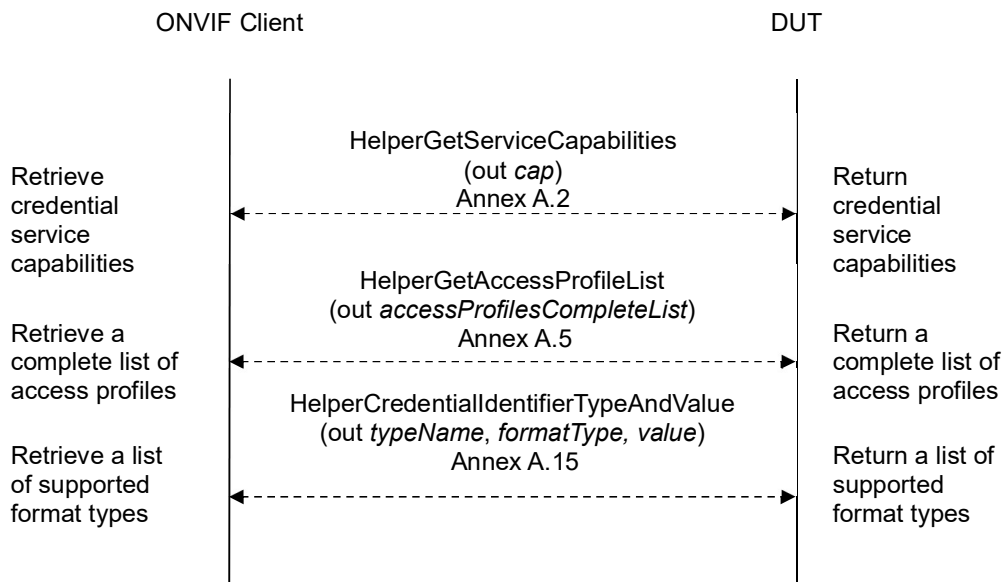 ONVIF Client
DUT
HelperGetServiceCapabilities
(out cap)
Annex A.2
Retrieve
credential
service
capabilities
Return
credential
service
capabilities
HelperGetAccessProfileList
(out accessProfilesCompleteList)
Annex A.5
Retrieve a
complete list of
access profiles
Return a
complete list of
access profiles
HelperCredentialIdentifierTypeAndValue
(out typeName, formatType, value)
Annex A.15
Retrieve a list
of supported
format types
Return a list of
supported
format types